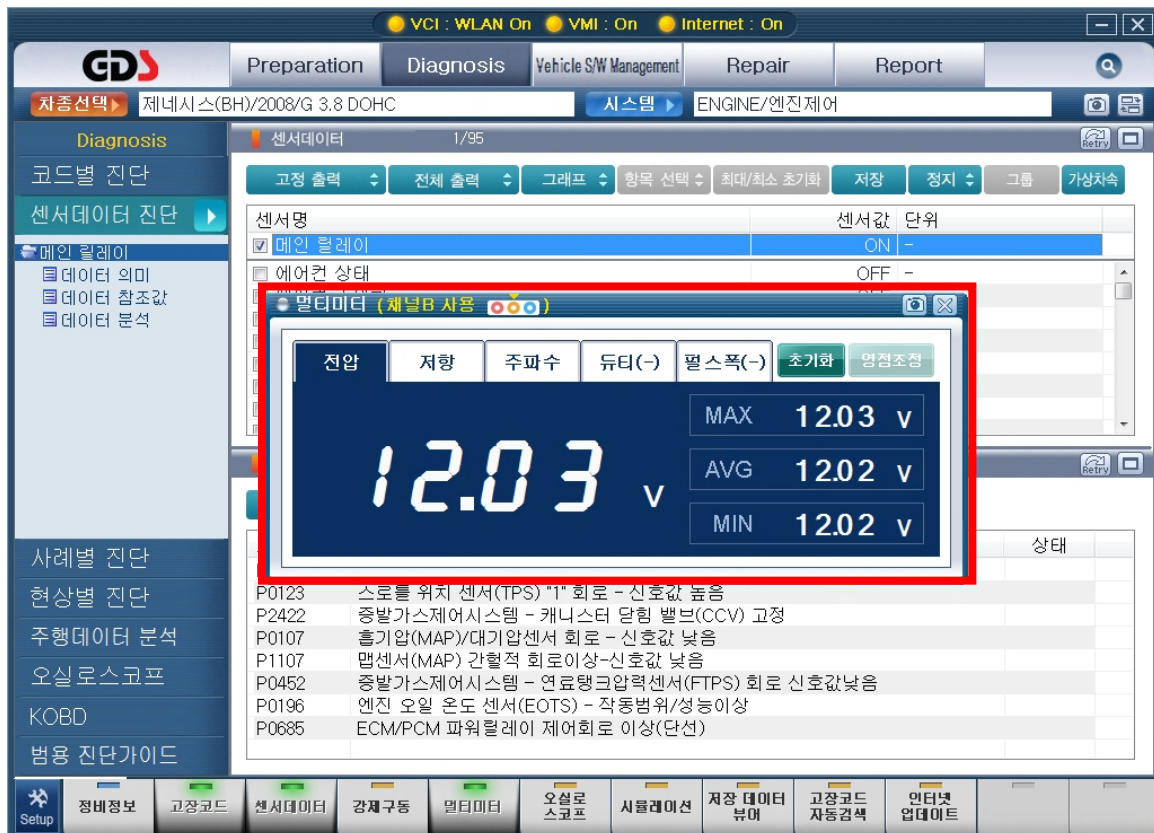 VCI : WLAN On VMI : On Internet : On
GDS Preparation Diagnosis Vehicle S/W Management Repair Report
차종선택 제네시스(BH)/2008/G 3.8 DOHC 시스템 ENGINE/엔진제어
Diagnosis
코드별 진단
센서데이터 진단
메인 릴레이
데이터 의미
데이터 참조값
데이터 분석
사례별 진단
현상별 진단
주행데이터 분석
오실로스코프
KOBD
범용 진단가이드
센서데이터 1/95 Retry
고정 출력 전체 출력 그래프 항목 선택 최대/최소 초기화 저장 정지 그룹 가상차속
센서명 센서값 단위
메인 릴레이 ON -
에어컨 상태 OFF -
멀티미터 (채널B 사용 )
전압 저항 주파수 듀티(-) 펄스폭(-) 초기화 영점조정
12.03 V
MAX 12.03 V
AVG 12.02 V
MIN 12.02 V
Retry
상태
P0123 스로틀 위치 센서(TPS) "1" 회로 - 신호값 높음
P2422 증발가스제어시스템 - 캐니스터 닫힘 밸브(CCV) 고정
P0107 흡기압(MAP)/대기압센서 회로 - 신호값 낮음
P1107 맵센서(MAP) 간헐적 회로이상-신호값 낮음
P0452 증발가스제어시스템 - 연료탱크압력센서(FTPS) 회로 신호값낮음
P0196 엔진 오일 온도 센서(EOTS) - 작동범위/성능이상
P0685 ECM/PCM 파워릴레이 제어회로 이상(단선)
Setup 정비정보 고장코드 센서데이터 강제구동 멀티미터 오실로 스코프 시뮬레이션 저장 데이터 뷰어 고장코드 자동검색 인터넷 업데이트